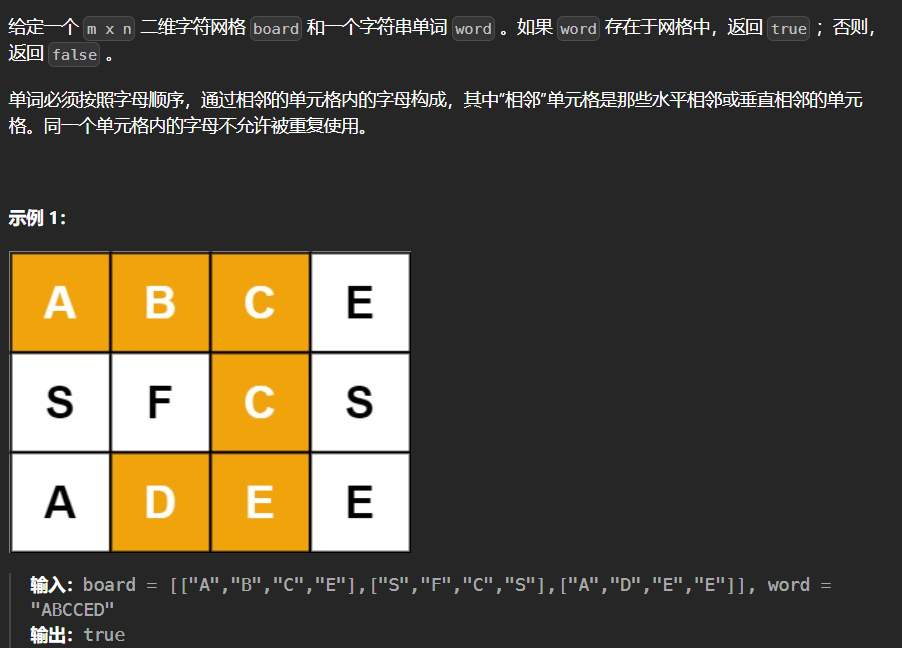 给定一个 m x n 二维字符网格 board 和一个字符串单词 word 。如果 word 存在于网格中，返回 true ；否则，
返回 false 。
单词必须按照字母顺序，通过相邻的单元格内的字母构成，其中“相邻”单元格是那些水平相邻或垂直相邻的单元
格。同一个单元格内的字母不允许被重复使用。
示例 1：
A B C E
S F C S
A D E E
输入：board = [["A","B","C","E"],["S","F","C","S"],["A","D","E","E"]], word =
"ABCCED"
输出：true